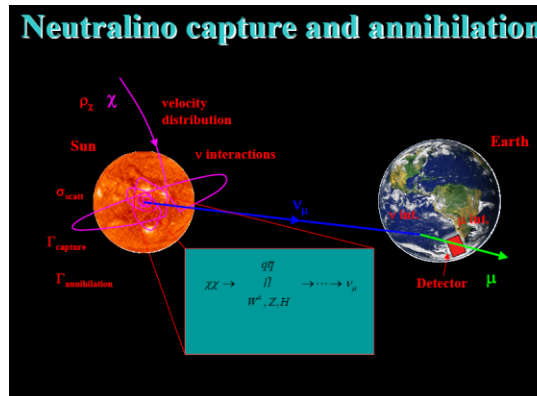 Neutralino capture and annihilation
ρχ χ
velocity
distribution
Sun
Earth
ν interactions
σscatt
νμ
ν int.
μ int.
Γcapture
Γannihilation
χχ → qq̄ ll̄ W±, Z, H → ⋯ → νμ
Detector
μ